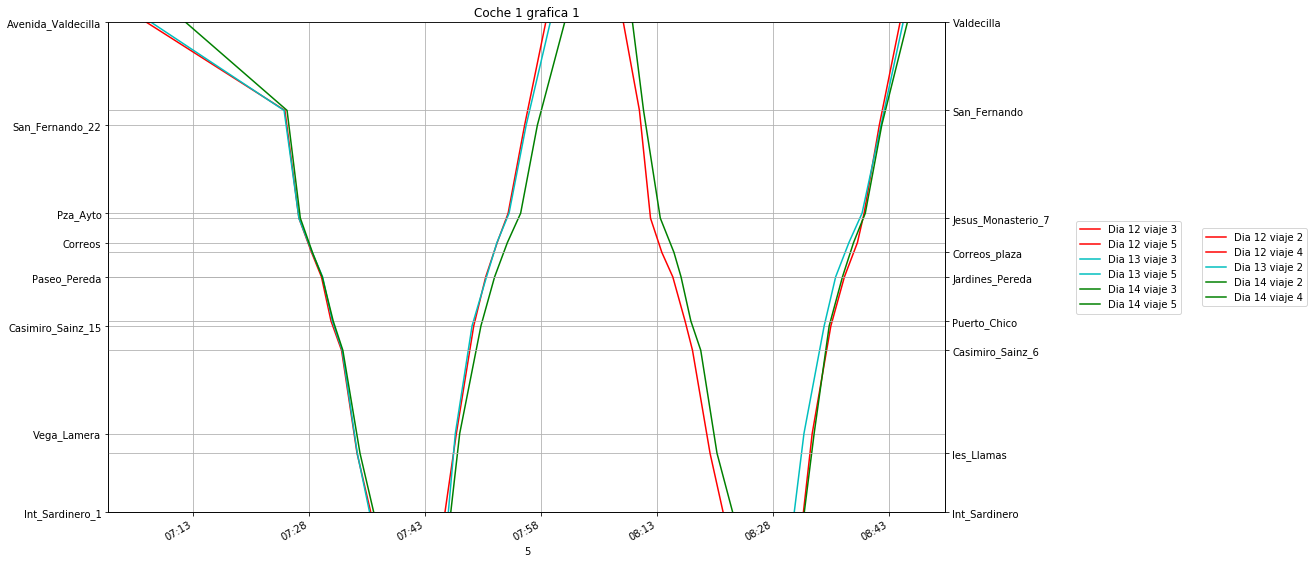 Coche 1 grafica 1
Avenida_Valdecilla
San_Fernando_22
Pza_Ayto
Correos
Paseo_Pereda
Casimiro_Sainz_15
Vega_Lamera
Int_Sardinero_1
Valdecilla
San_Fernando
Jesus_Monasterio_7
Correos_plaza
Jardines_Pereda
Puerto_Chico
Casimiro_Sainz_6
Ies_Llamas
Int_Sardinero
07:13
07:28
07:43
07:58
08:13
08:28
08:43
5
Dia 12 viaje 3
Dia 12 viaje 5
Dia 13 viaje 3
Dia 13 viaje 5
Dia 14 viaje 3
Dia 14 viaje 5
Dia 12 viaje 2
Dia 12 viaje 4
Dia 13 viaje 2
Dia 14 viaje 2
Dia 14 viaje 4